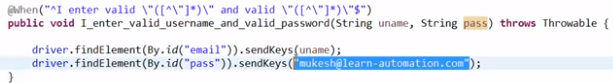 @When("^I enter valid \"([^\"]*)\" and valid \"([^\"]*)\"$")
public void I_enter_valid_username_and_valid_password(String uname, String pass) throws Throwable {
driver.findElement(By.id("email")).sendKeys(uname);
driver.findElement(By.id("pass")).sendKeys("mukesh@learn-automation.com");
}